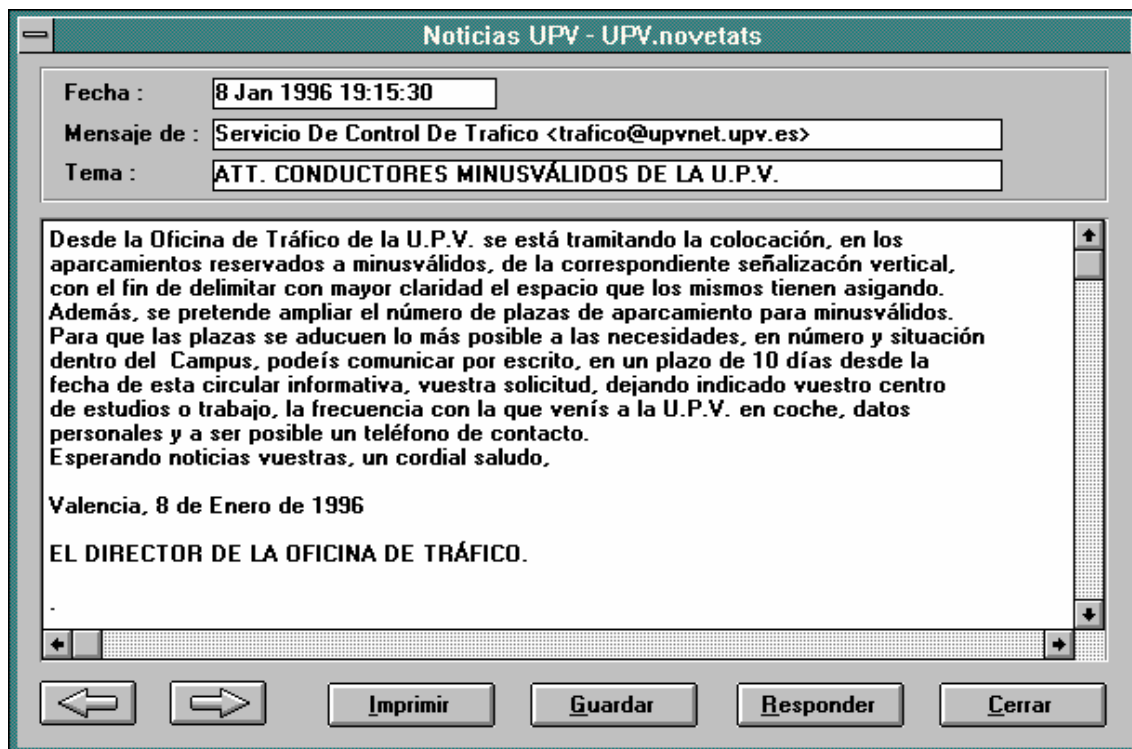 Noticias UPV - UPV.novetats
Fecha : 8 Jan 1996 19:15:30
Mensaje de : Servicio De Control De Trafico <trafico@upvnet.upv.es>
Tema : ATT. CONDUCTORES MINUSVÁLIDOS DE LA U.P.V.
Desde la Oficina de Tráfico de la U.P.V. se está tramitando la colocación, en los
aparcamientos reservados a minusválidos, de la correspondiente señalizacón vertical,
con el fin de delimitar con mayor claridad el espacio que los mismos tienen asigando.
Además, se pretende ampliar el número de plazas de aparcamiento para minusválidos.
Para que las plazas se aducuen lo más posible a las necesidades, en número y situación
dentro del  Campus, podeís comunicar por escrito, en un plazo de 10 días desde la
fecha de esta circular informativa, vuestra solicitud, dejando indicado vuestro centro
de estudios o trabajo, la frecuencia con la que venís a la U.P.V. en coche, datos
personales y a ser posible un teléfono de contacto.
Esperando noticias vuestras, un cordial saludo,
Valencia, 8 de Enero de 1996
EL DIRECTOR DE LA OFICINA DE TRÁFICO.
.
Imprimir Guardar Responder Cerrar